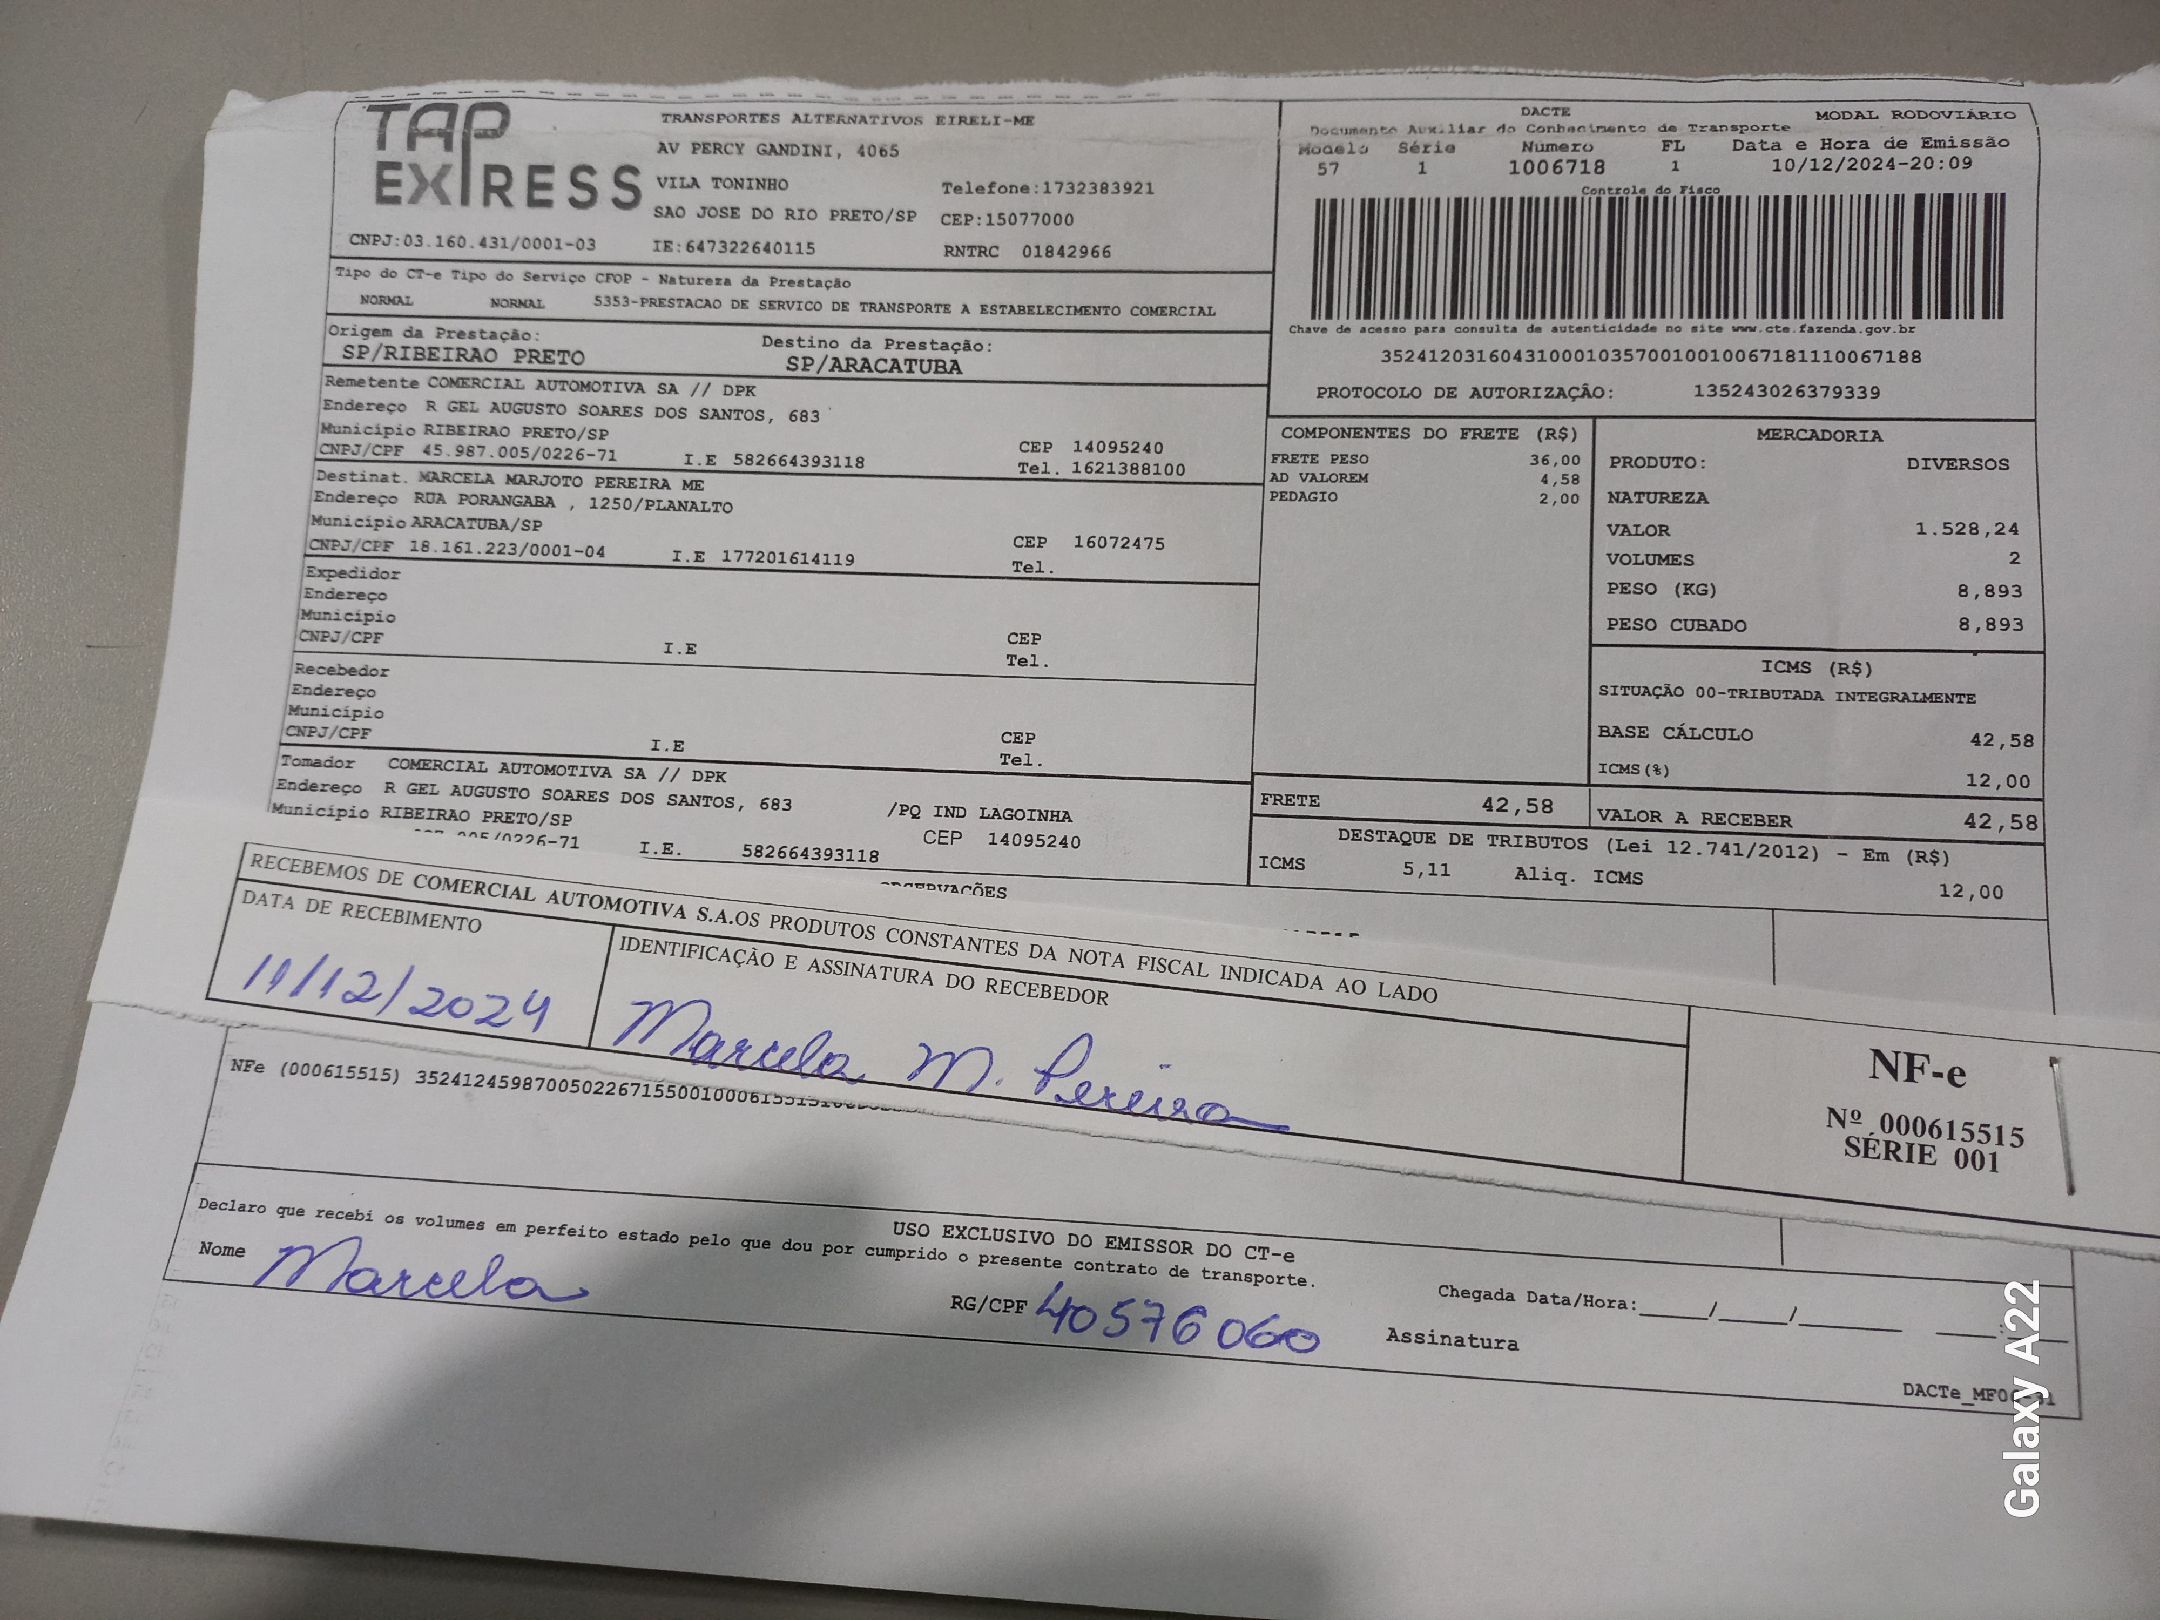 TAP EXPRESS
TRANSPORTES ALTERNATIVOS EIRELI-ME
AV PERCY GANDINI, 4065
VILA TONINHO Telefone:1732383921
SAO JOSE DO RIO PRETO/SP CEP:15077000
CNPJ:03.160.431/0001-03 IE:647322640115 RNTRC 01842966
DACTE MODAL RODOVIÁRIO
Documento Auxiliar do Conhecimento de Transporte
Modelo Série Número FL Data e Hora de Emissão
57 1 1006718 1 10/12/2024-20:09
Controle do Fisco
Chave de acesso para consulta de autenticidade no site www.cte.fazenda.gov.br
35241203160431000103570010010067181110067188
PROTOCOLO DE AUTORIZAÇÃO: 135243026379339
Tipo do CT-e Tipo do Serviço CFOP - Natureza da Prestação
NORMAL NORMAL 5353-PRESTACAO DE SERVICO DE TRANSPORTE A ESTABELECIMENTO COMERCIAL
Origem da Prestação: Destino da Prestação:
SP/RIBEIRAO PRETO SP/ARACATUBA
Remetente COMERCIAL AUTOMOTIVA SA // DPK
Endereço R GEL AUGUSTO SOARES DOS SANTOS, 683
Município RIBEIRAO PRETO/SP CEP 14095240
CNPJ/CPF 45.987.005/0226-71 I.E 582664393118 Tel. 1621388100
Destinat. MARCELA MARJOTO PEREIRA ME
Endereço RUA PORANGABA , 1250/PLANALTO
Município ARACATUBA/SP CEP 16072475
CNPJ/CPF 18.161.223/0001-04 I.E 177201614119 Tel.
Expedidor
Endereço
Município CEP
CNPJ/CPF I.E Tel.
Recebedor
Endereço
Município CEP
CNPJ/CPF I.E Tel.
Tomador COMERCIAL AUTOMOTIVA SA // DPK
Endereço R GEL AUGUSTO SOARES DOS SANTOS, 683 /PQ IND LAGOINHA
Município RIBEIRAO PRETO/SP CEP 14095240
005/0226-71 I.E. 582664393118
OBSERVAÇÕES
COMPONENTES DO FRETE (R$)
FRETE PESO 36,00
AD VALOREM 4,58
PEDAGIO 2,00
MERCADORIA
PRODUTO: DIVERSOS
NATUREZA
VALOR 1.528,24
VOLUMES 2
PESO (KG) 8,893
PESO CUBADO 8,893
ICMS (R$)
SITUAÇÃO 00-TRIBUTADA INTEGRALMENTE
BASE CÁLCULO 42,58
ICMS(%) 12,00
FRETE 42,58 VALOR A RECEBER 42,58
DESTAQUE DE TRIBUTOS (Lei 12.741/2012) - Em (R$)
ICMS 5,11 Aliq. ICMS 12,00
RECEBEMOS DE COMERCIAL AUTOMOTIVA S.A.OS PRODUTOS CONSTANTES DA NOTA FISCAL INDICADA AO LADO
DATA DE RECEBIMENTO IDENTIFICAÇÃO E ASSINATURA DO RECEBEDOR
11/12/2024 Marcela M. Pereira
NF-e
Nº 000615515
SÉRIE 001
NFe (000615515)
USO EXCLUSIVO DO EMISSOR DO CT-e
Declaro que recebi os volumes em perfeito estado pelo que dou por cumprido o presente contrato de transporte.
Nome Marcela RG/CPF 40576060 Chegada Data/Hora:____/____/______ ____:____
Assinatura
Galaxy A22